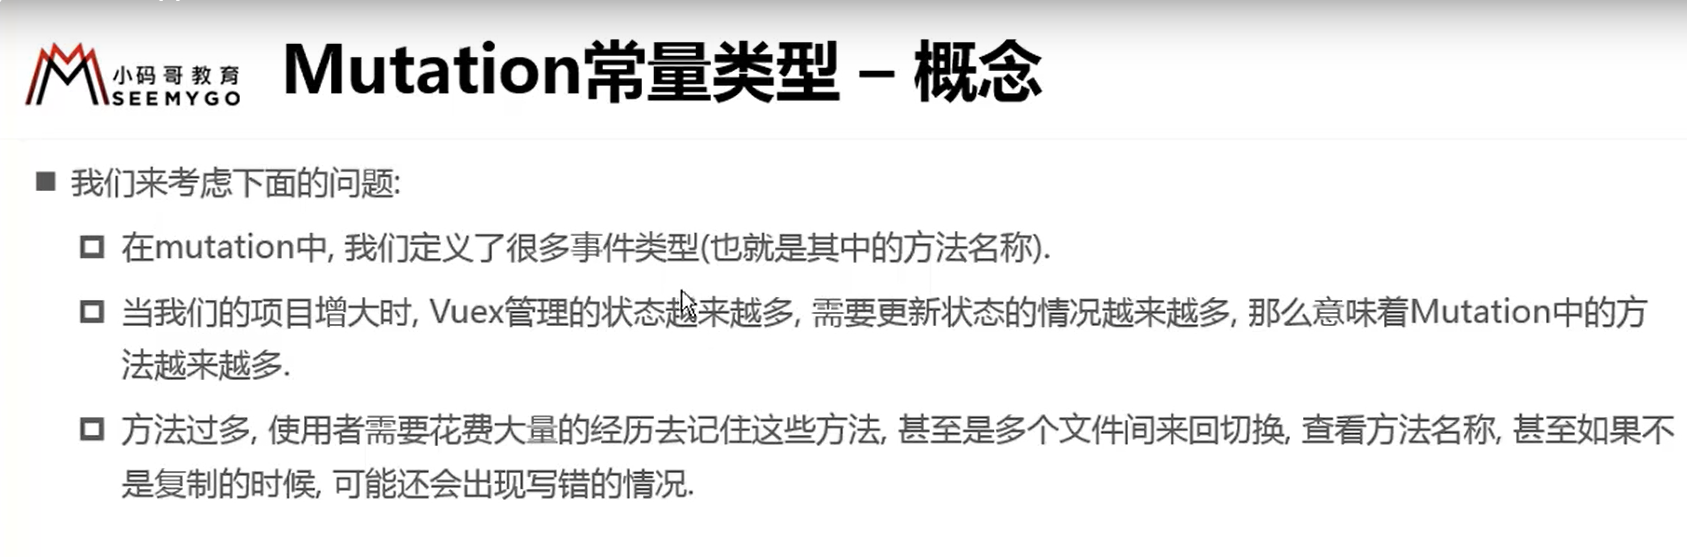 小码哥教育
SEEMYGO
Mutation常量类型 – 概念
我们来考虑下面的问题:
在mutation中, 我们定义了很多事件类型(也就是其中的方法名称).
当我们的项目增大时, Vuex管理的状态越来越多, 需要更新状态的情况越来越多, 那么意味着Mutation中的方
法越来越多.
方法过多, 使用者需要花费大量的经历去记住这些方法, 甚至是多个文件间来回切换, 查看方法名称, 甚至如果不
是复制的时候, 可能还会出现写错的情况.